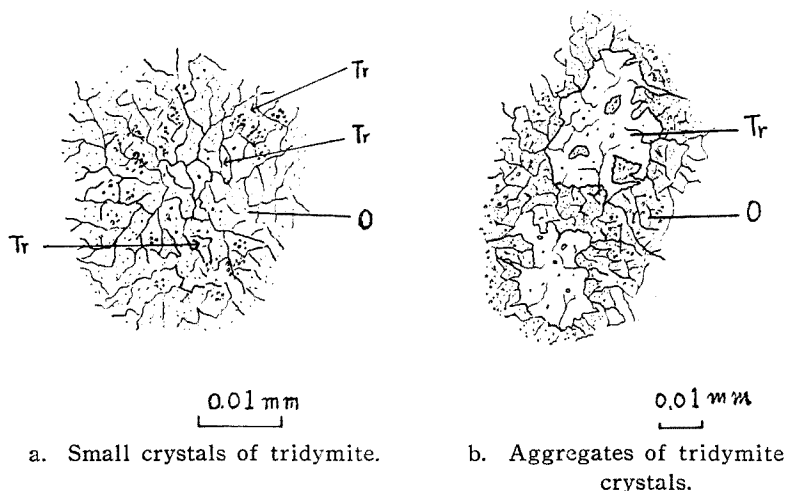 Tr
Tr
O
Tr
Tr
O
0.01 mm
0.01 mm
a. Small crystals of tridymite.
b. Aggregates of tridymite
crystals.